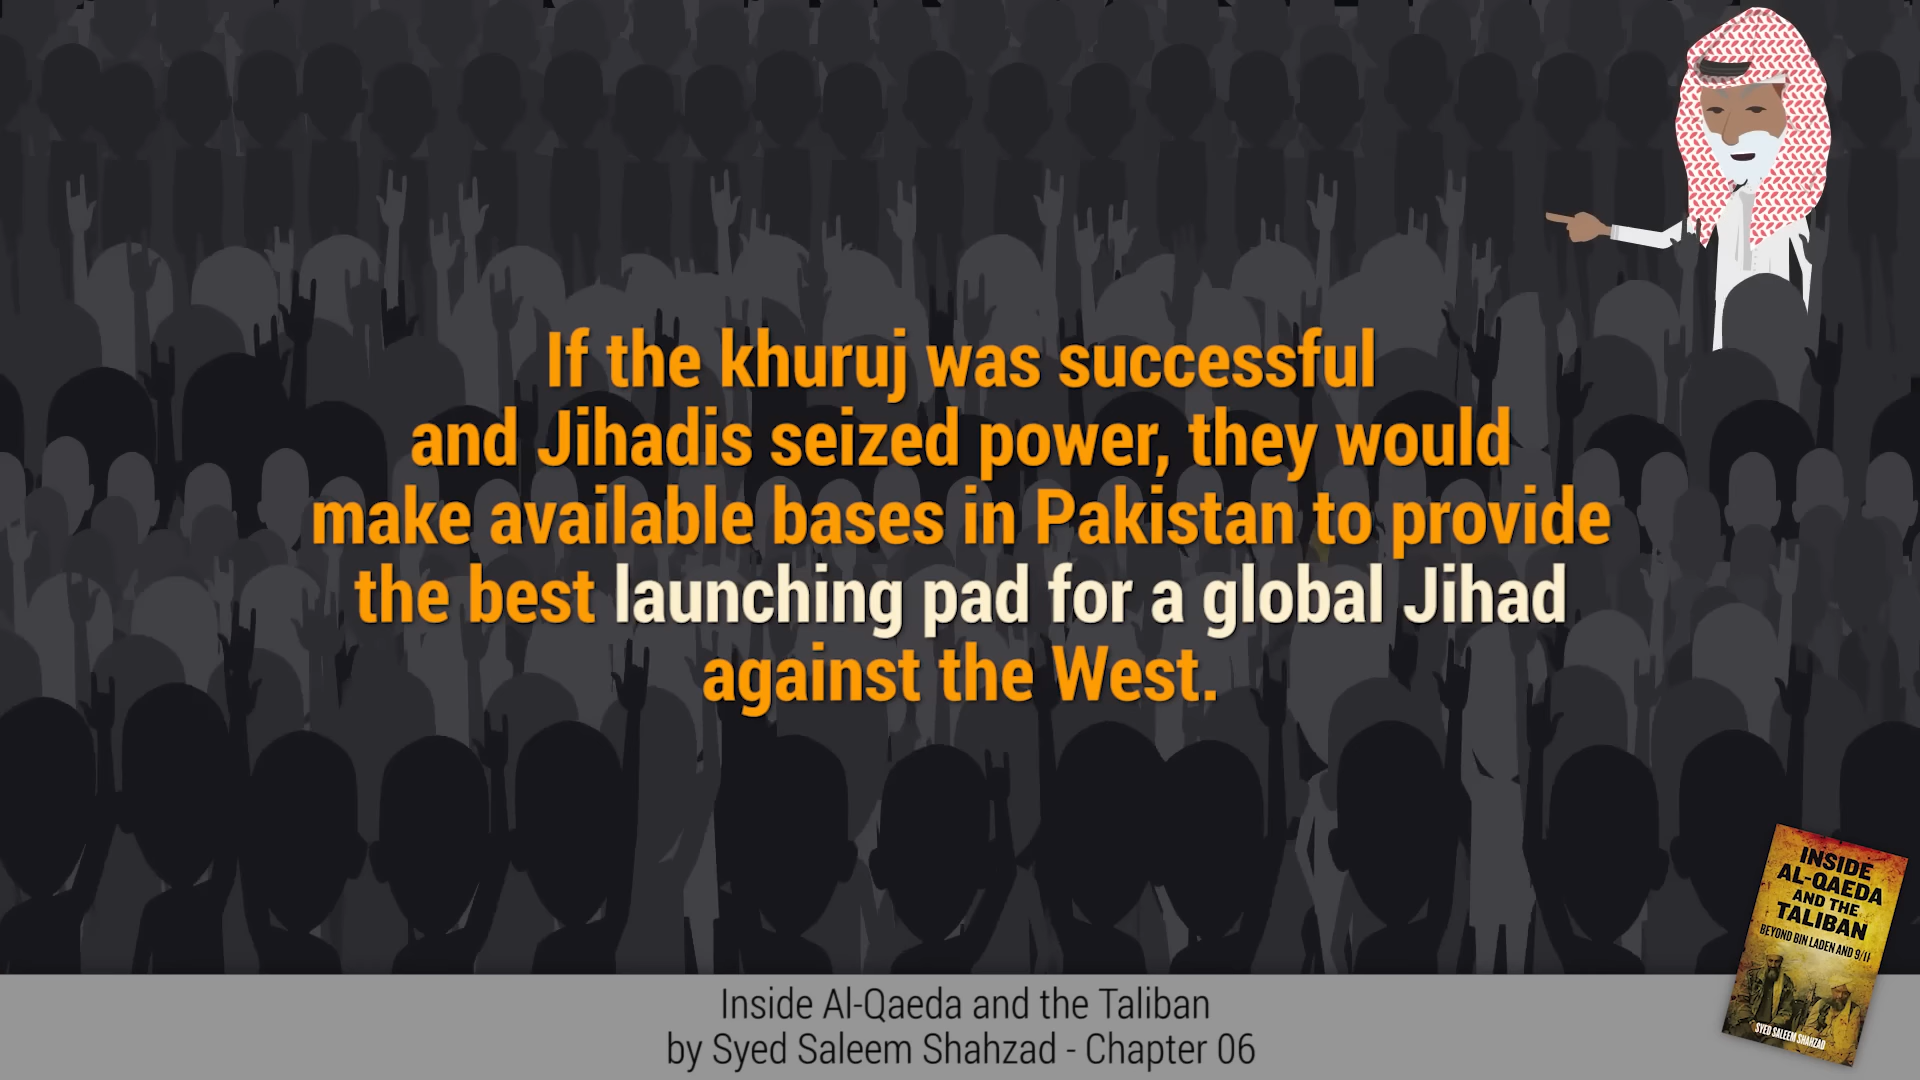 If the khuruj was successful
and Jihadis seized power, they would
make available bases in Pakistan to provide
the best launching pad for a global Jihad
against the West.
INSIDE
AL-QAEDA
AND THE
TALIBAN
BEYOND BIN LADEN AND 9/11
SYED SALEEM SHAHZAD
Inside Al-Qaeda and the Taliban
by Syed Saleem Shahzad - Chapter 06